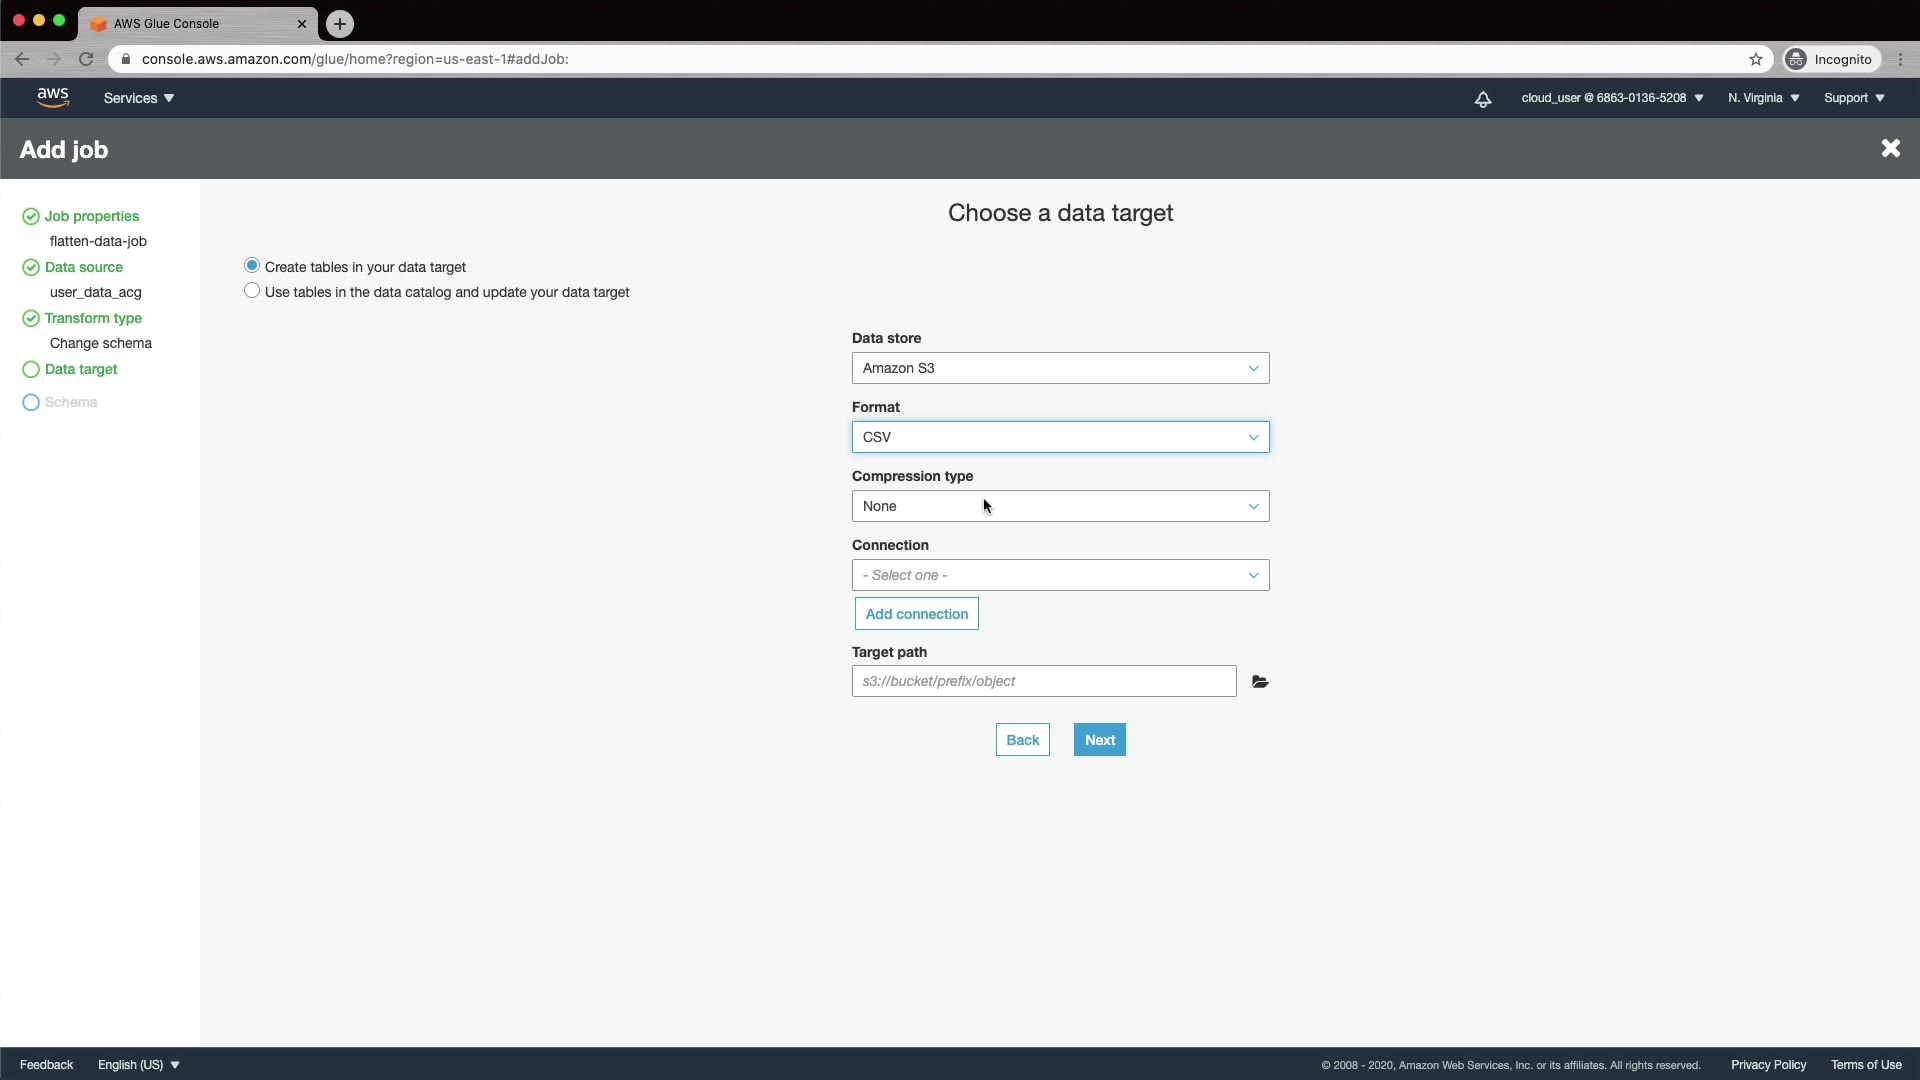 AWS Glue Console
console.aws.amazon.com/glue/home?region=us-east-1#addJob:
Incognito
aws
Services
cloud_user @ 6863-0136-5208
N. Virginia
Support
Add job
Job properties
flatten-data-job
Data source
user_data_acg
Transform type
Change schema
Data target
Schema
Choose a data target
Create tables in your data target
Use tables in the data catalog and update your data target
Data store
Amazon S3
Format
CSV
Compression type
None
Connection
- Select one -
Add connection
Target path
s3://bucket/prefix/object
Back
Next
Feedback
English (US)
© 2008 - 2020, Amazon Web Services, Inc. or its affiliates. All rights reserved.
Privacy Policy
Terms of Use